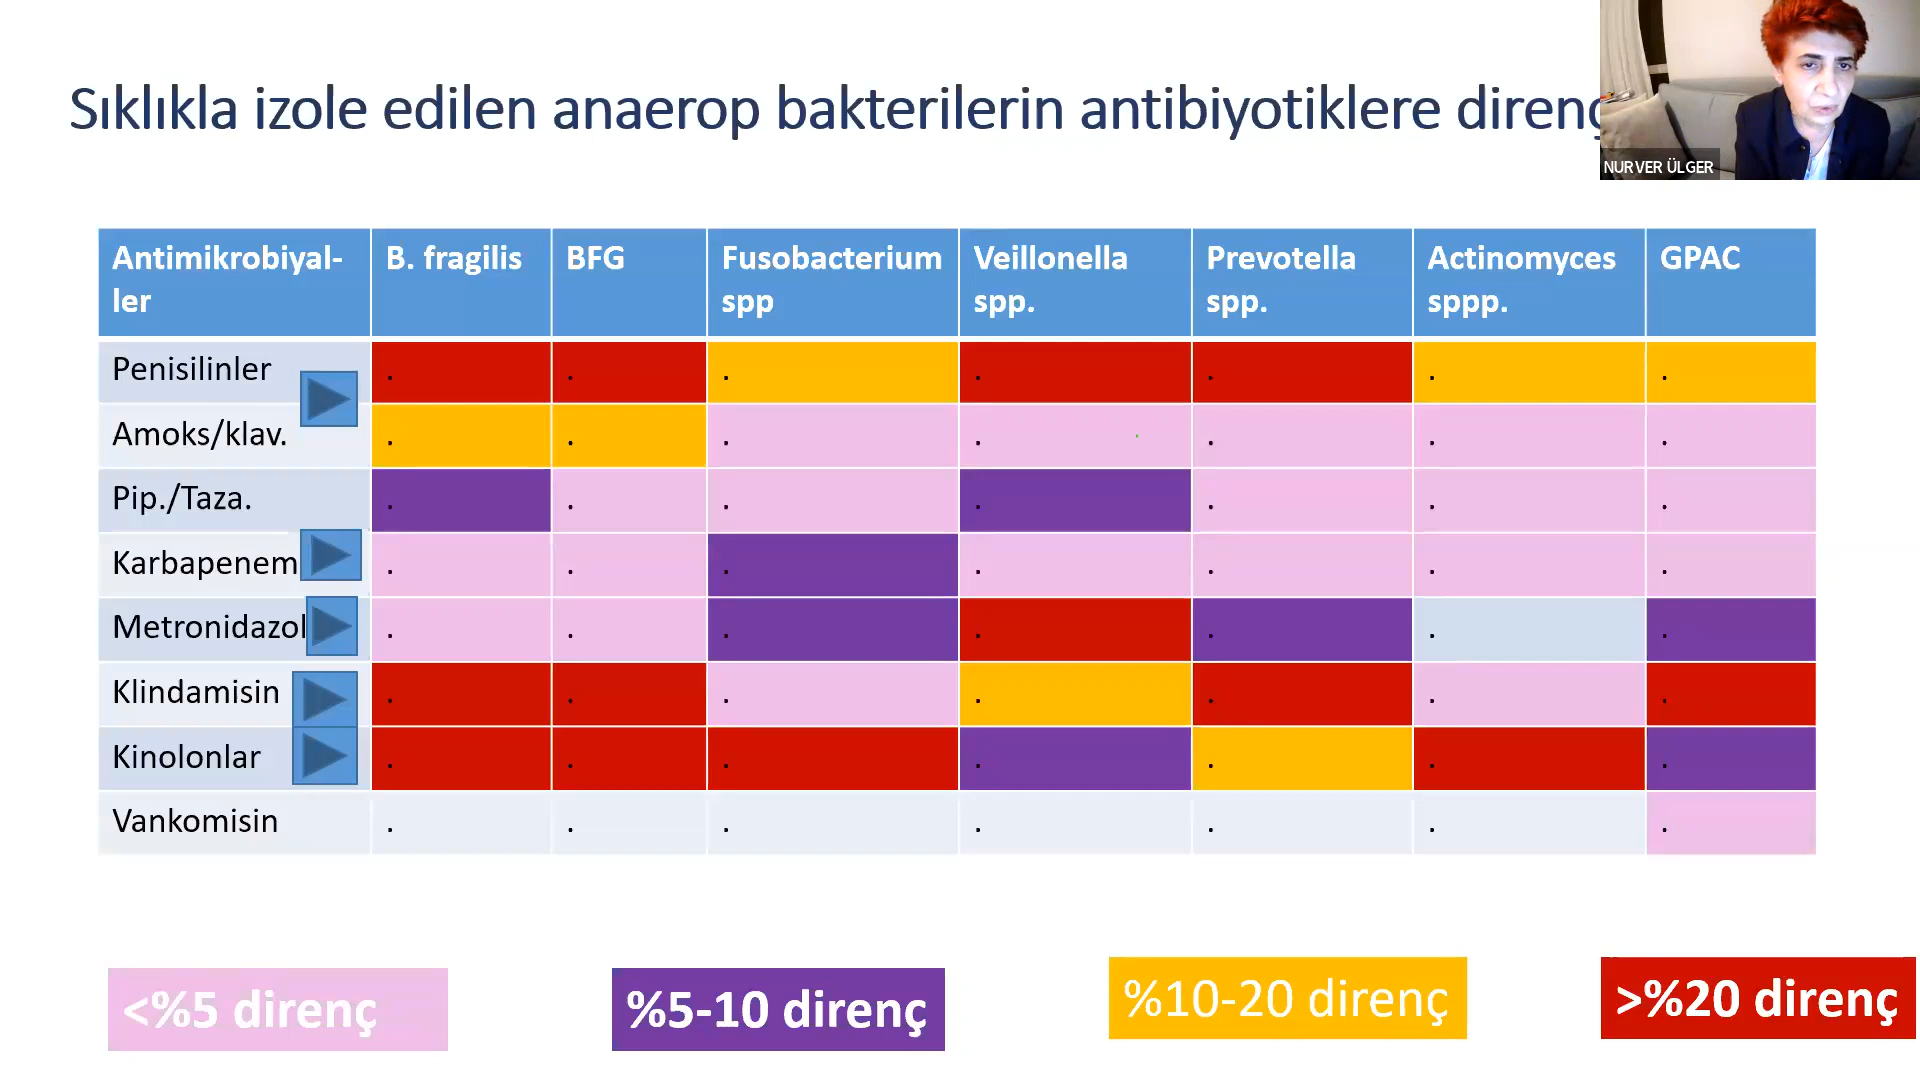 Sıklıkla izole edilen anaerop bakterilerin antibiyotiklere direnç
NURVER ÜLGER
Antimikrobiyal-
ler
B. fragilis
BFG
Fusobacterium
spp
Veillonella
spp.
Prevotella
spp.
Actinomyces
sppp.
GPAC
Penisilinler
. . . . . . .
Amoks/klav.
. . . . . . .
Pip./Taza.
. . . . . . .
Karbapenem
. . . . . . .
Metronidazol
. . . . . . .
Klindamisin
. . . . . . .
Kinolonlar
. . . . . . .
Vankomisin
. . . . . . .
<%5 direnç
%5-10 direnç
%10-20 direnç
>%20 direnç